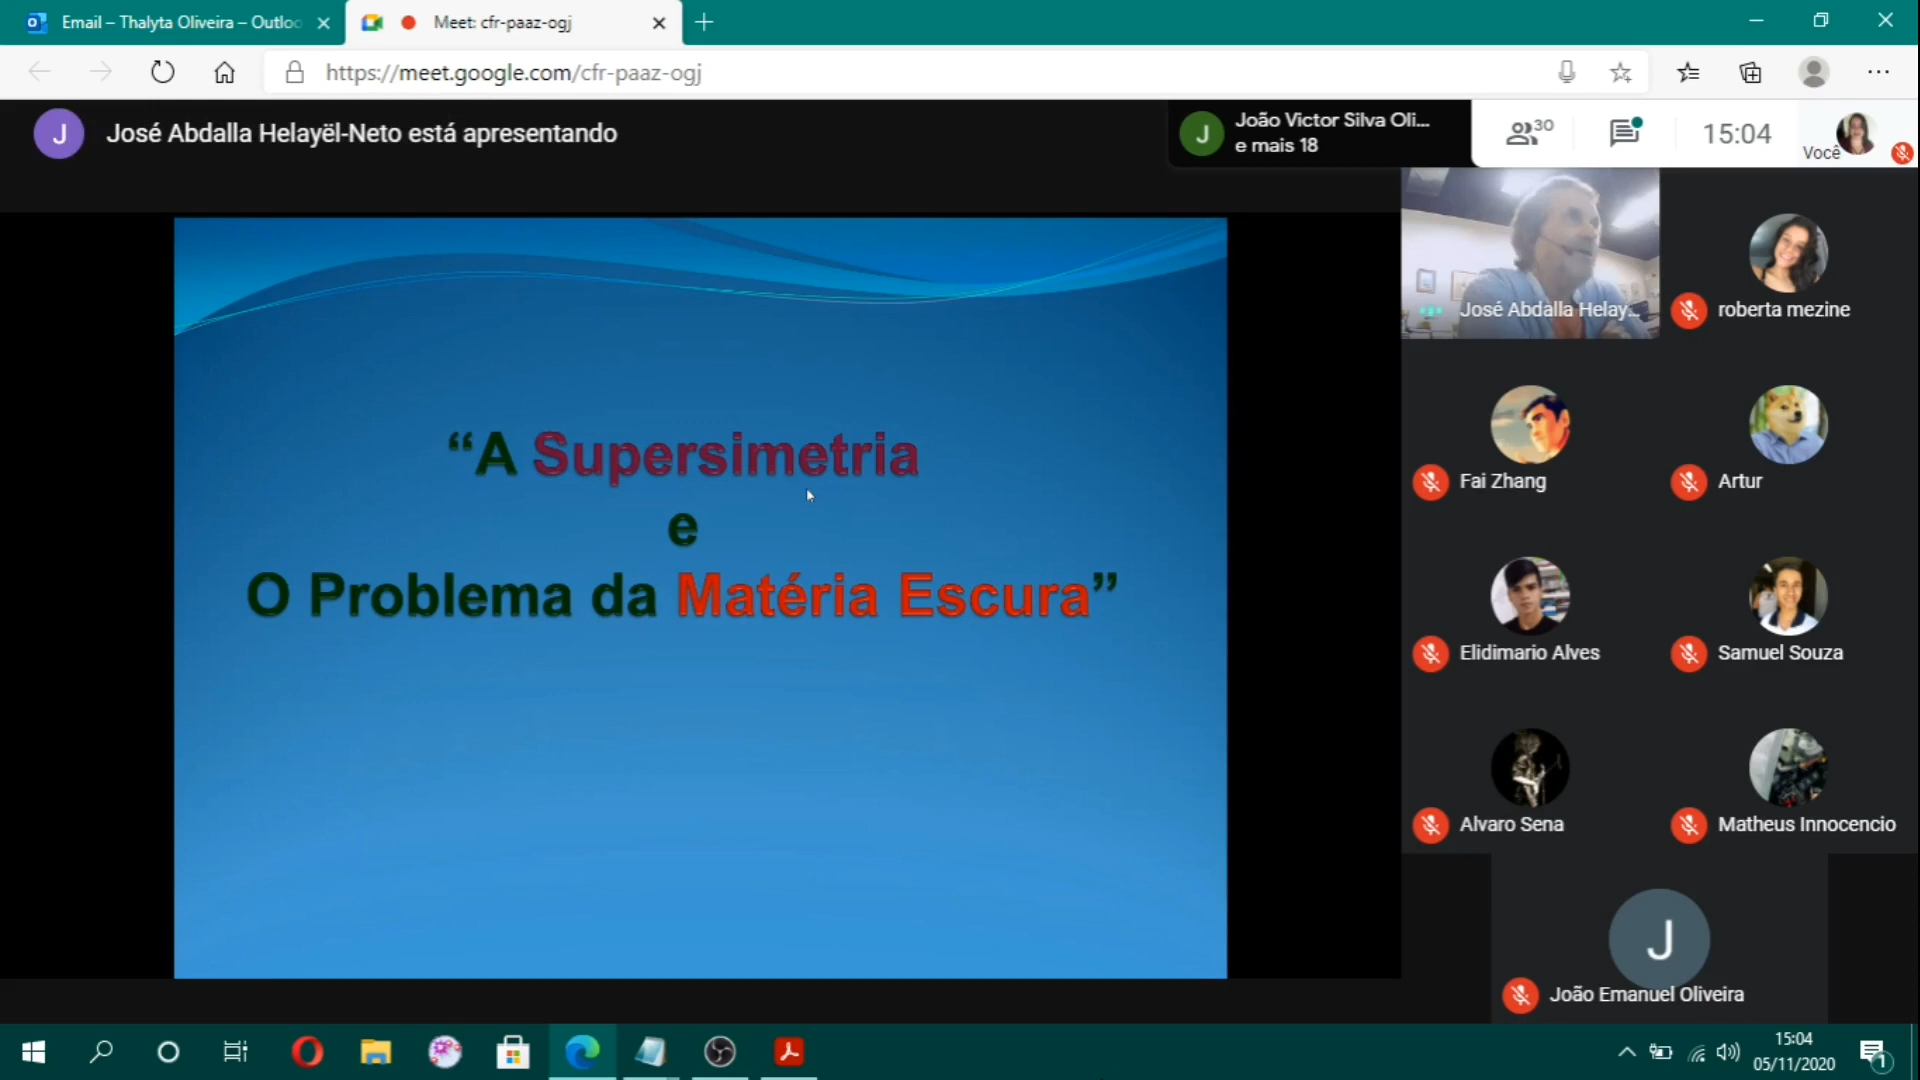 Email – Thalyta Oliveira – Outloo
Meet: cfr-paaz-ogj
https://meet.google.com/cfr-paaz-ogj
J
José Abdalla Helayël-Neto está apresentando
J
João Victor Silva Oli...
e mais 18
30
15:04
Você
“A Supersimetria
e
O Problema da Matéria Escura”
José Abdalla Helay...
roberta mezine
Fai Zhang
Artur
Elidimario Alves
Samuel Souza
Alvaro Sena
Matheus Innocencio
J
João Emanuel Oliveira
15:04
05/11/2020
1